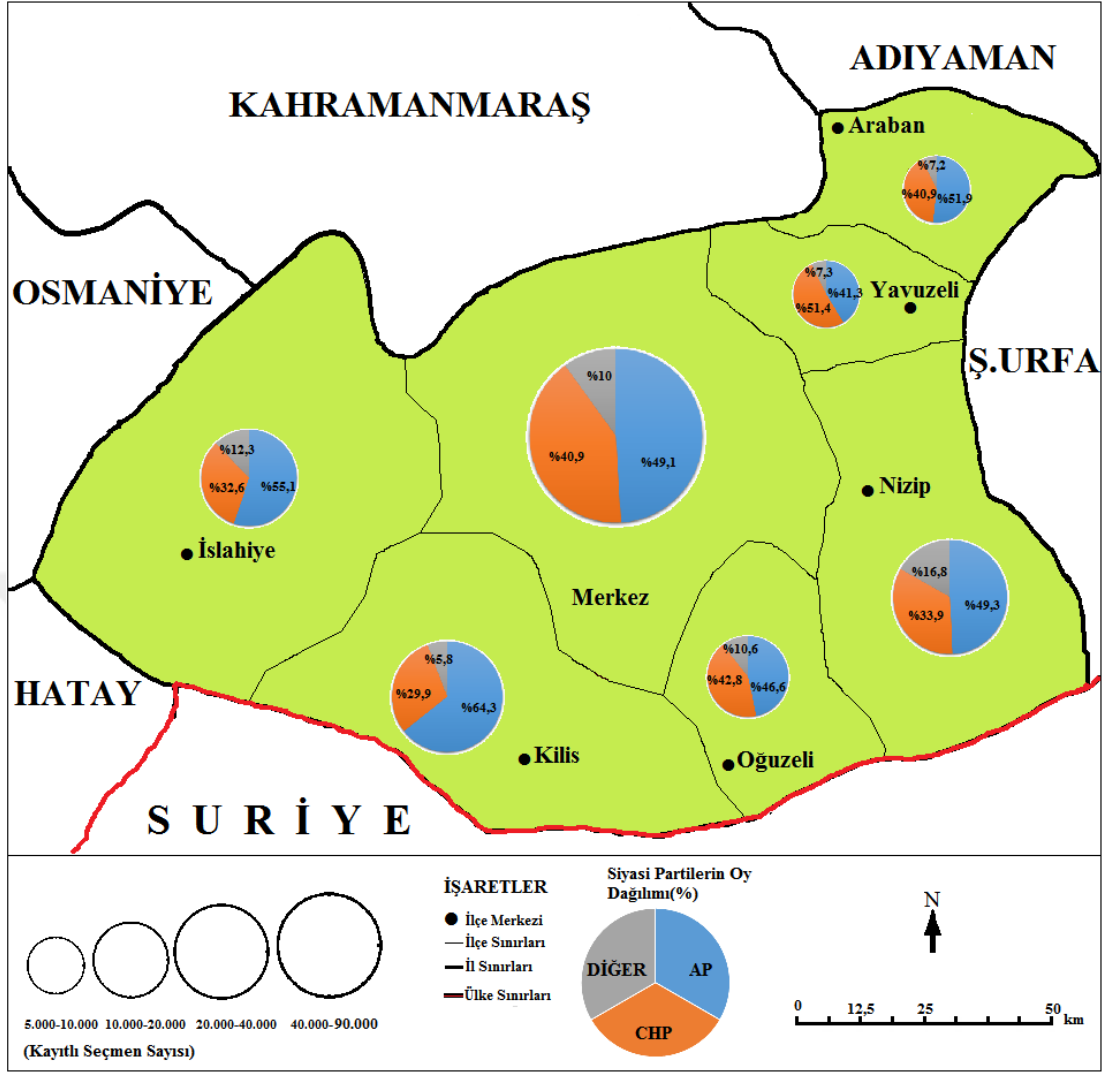 ADIYAMAN
KAHRAMANMARAŞ
Araban
%7,2
%40,9
%51,9
OSMANİYE
%7,3
%41,3
%51,4
Yavuzeli
Ş.URFA
%10
%40,9
%49,1
%12,3
%32,6
%55,1
İslahiye
Nizip
Merkez
%16,8
%49,3
%33,9
HATAY
%5,8
%29,9
%64,3
%10,6
%42,8
%46,6
Kilis
Oğuzeli
SURİYE
İŞARETLER
İlçe Merkezi
İlçe Sınırları
İl Sınırları
Ülke Sınırları
Siyasi Partilerin Oy
Dağılımı(%)
DİĞER
AP
CHP
N
0 12,5 25 50
km
5.000-10.000 10.000-20.000 20.000-40.000 40.000-90.000
(Kayıtlı Seçmen Sayısı)